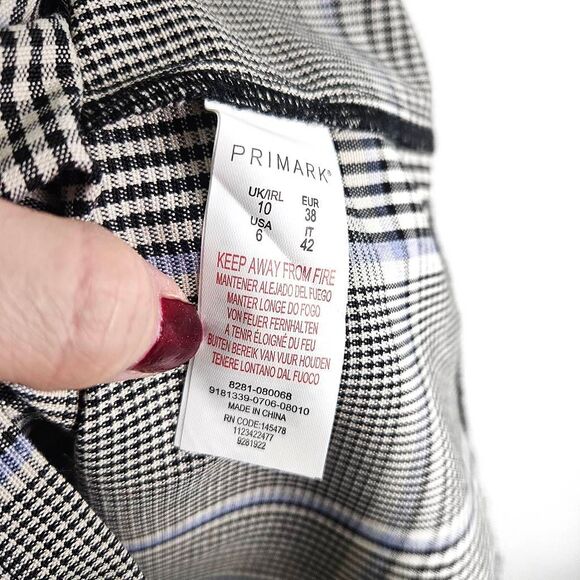 PRIMARK®
UK/IRL EUR
10 38
USA IT
6 42
KEEP AWAY FROM FIRE
MANTENER ALEJADO DEL FUEGO
MANTER LONGE DO FOGO
VON FEUER FERNHALTEN
A TENIR ÉLOIGNÉ DU FEU
BUITEN BEREIK VAN VUUR HOUDEN
TENERE LONTANO DAL FUOCO
8281-080068
9181339-0706-08010
MADE IN CHINA
RN CODE:145478
1123422477
9281922